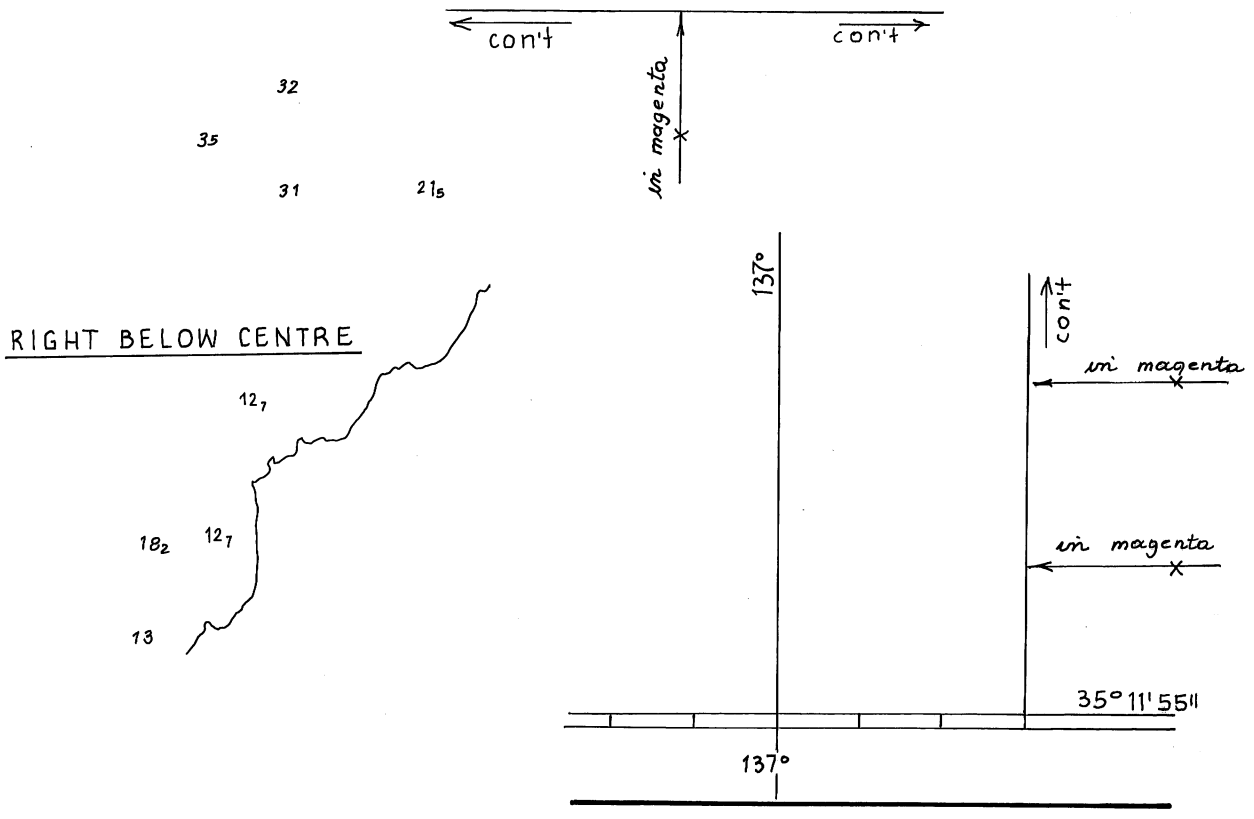 con't
con't
in magenta
32
35
31
21₅
137°
con't
RIGHT BELOW CENTRE
in magenta
12₇
18₂
12₇
in magenta
13
35° 11' 55"
137°